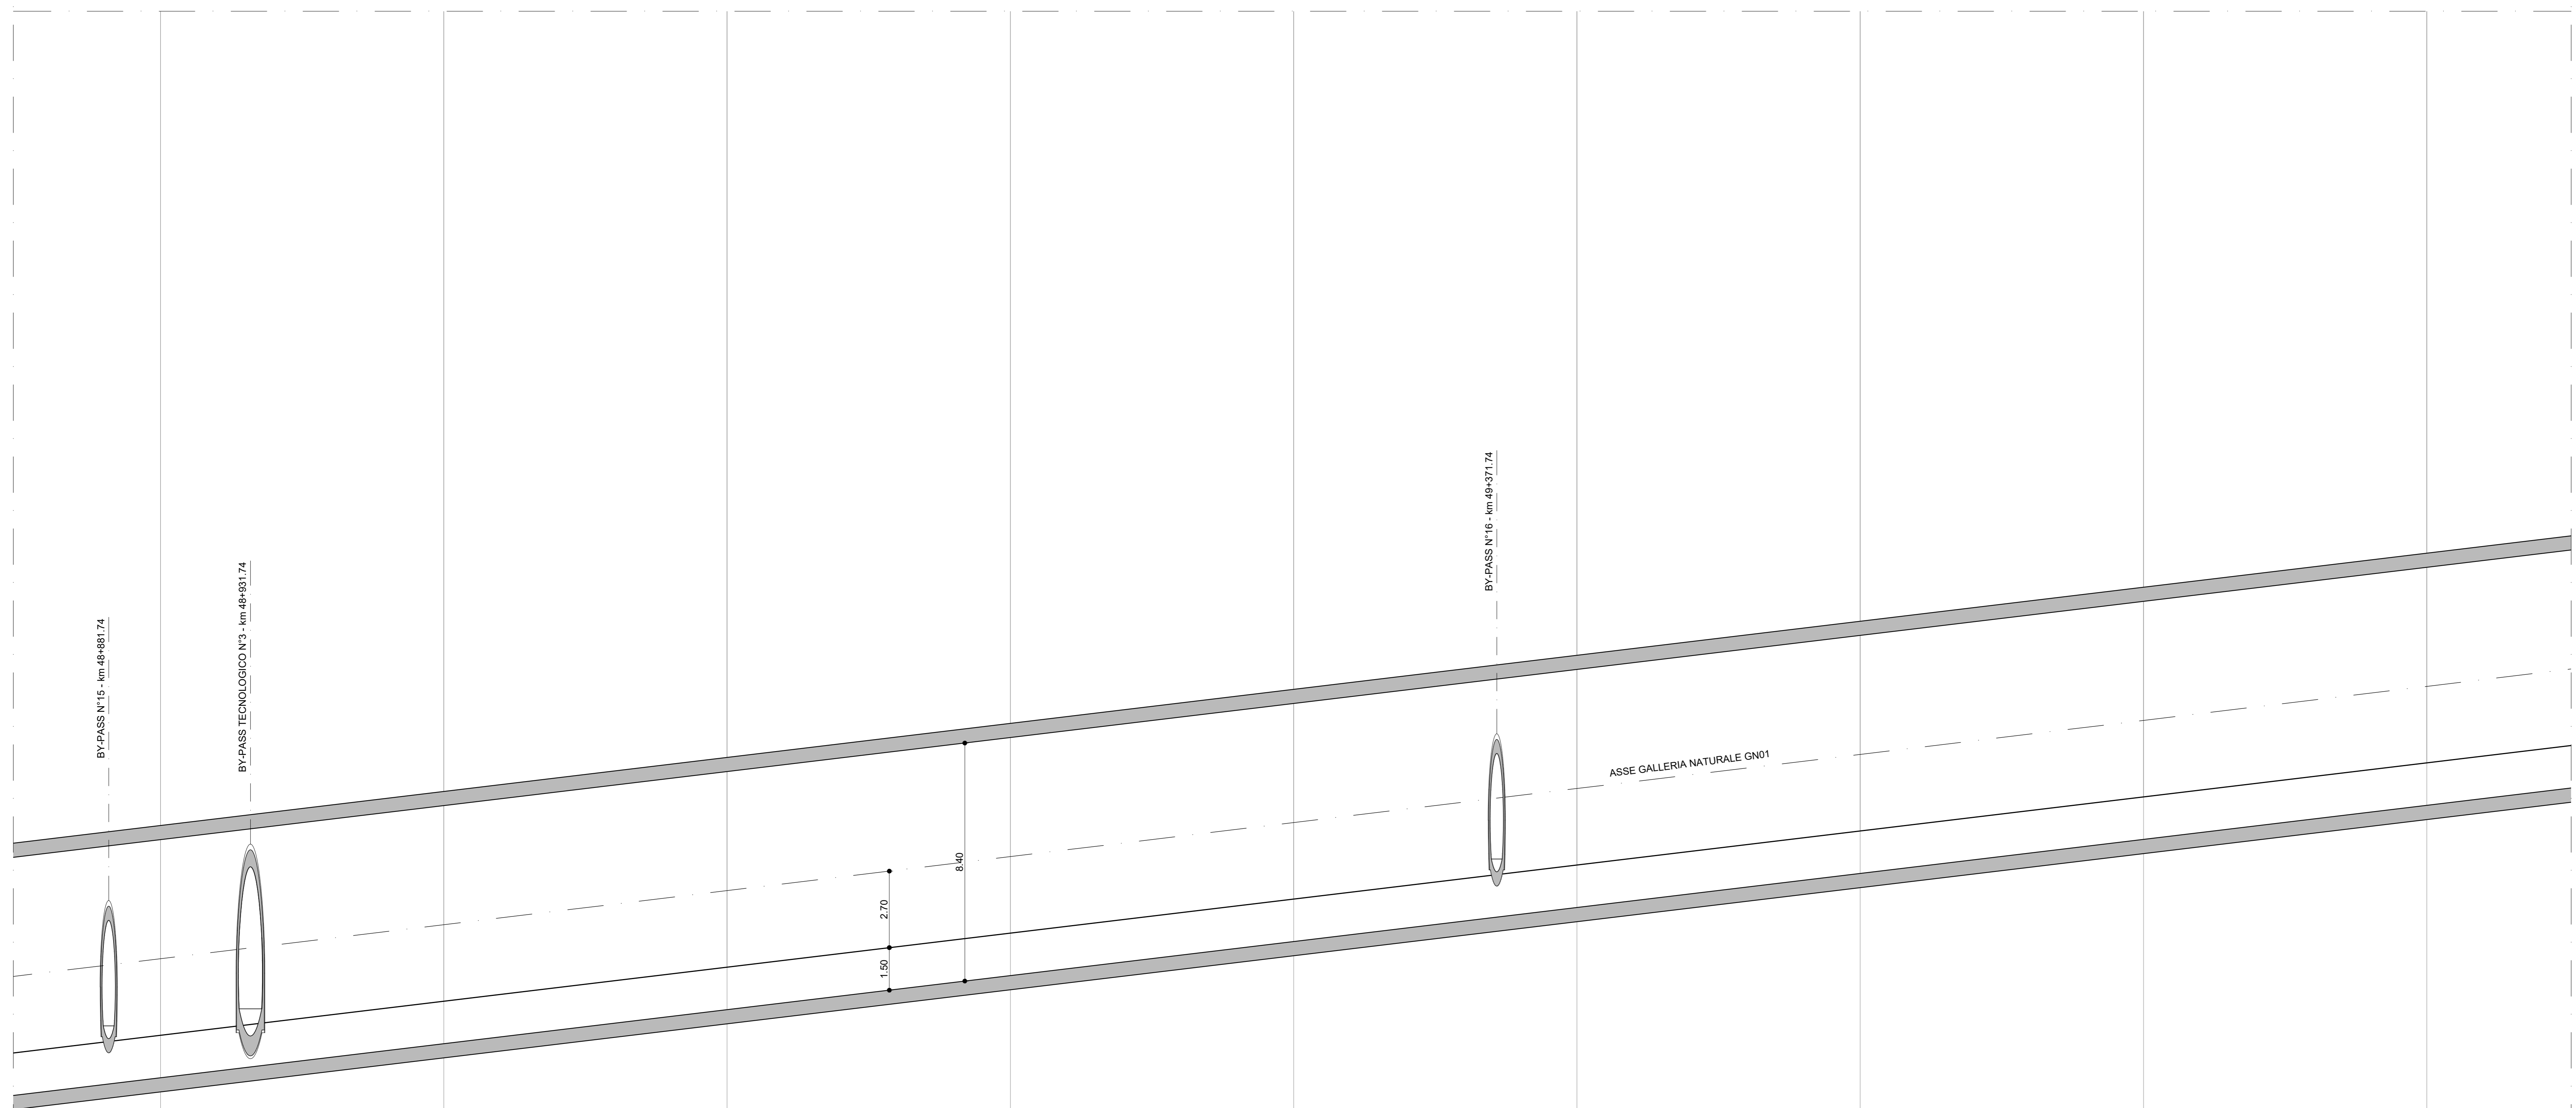 BY-PASS N°15 - km 48+881.74
BY-PASS TECNOLOGICO N°3 - km 48+931.74
BY-PASS N°16 - km 49+371.74
ASSE GALLERIA NATURALE GN01
8.40
2.70
1.50